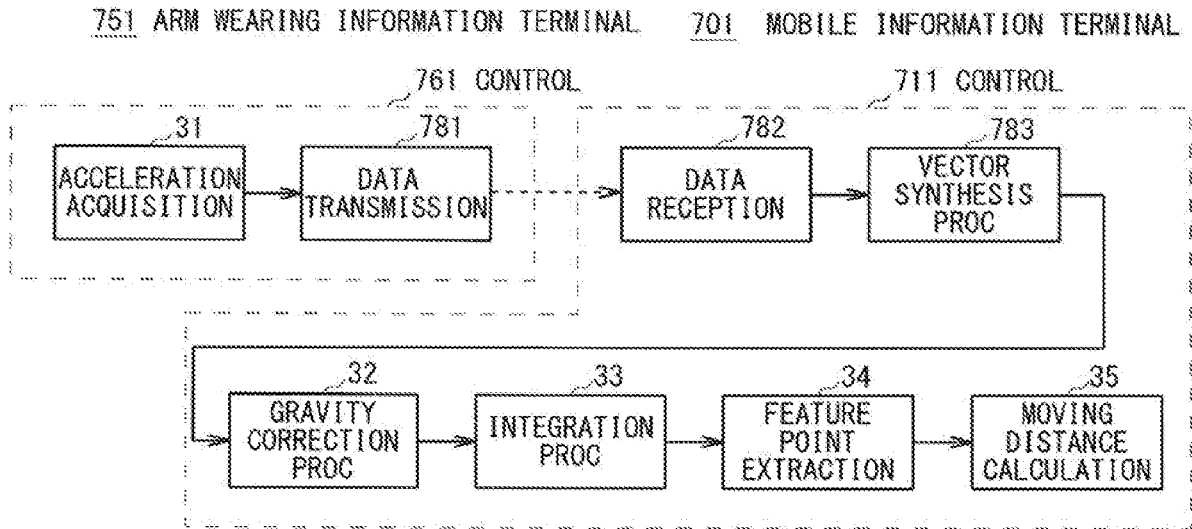 751 ARM WEARING INFORMATION TERMINAL 701 MOBILE INFORMATION TERMINAL
761 CONTROL 711 CONTROL
31 781 782 783
ACCELERATION
ACQUISITION
DATA
TRANSMISSION
DATA
RECEPTION
VECTOR
SYNTHESIS
PROC
32 33 34 35
GRAVITY
CORRECTION
PROC
INTEGRATION
PROC
FEATURE
POINT
EXTRACTION
MOVING
DISTANCE
CALCULATION